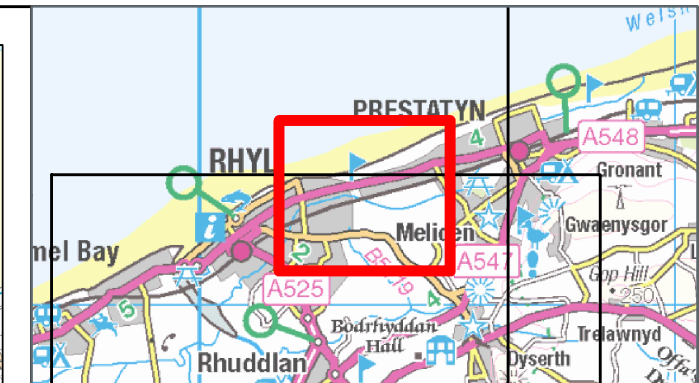 Welsh
PRESTATYN
4
A548
RHYL
Gronant
i
Meliden
Gwaenysgor
mel Bay
A547
2
B5119
Gop Hill
250
A525
4
5
Bodrhyddan
Hall
Trelawnyd
Rhuddlan
Dyserth
Offa